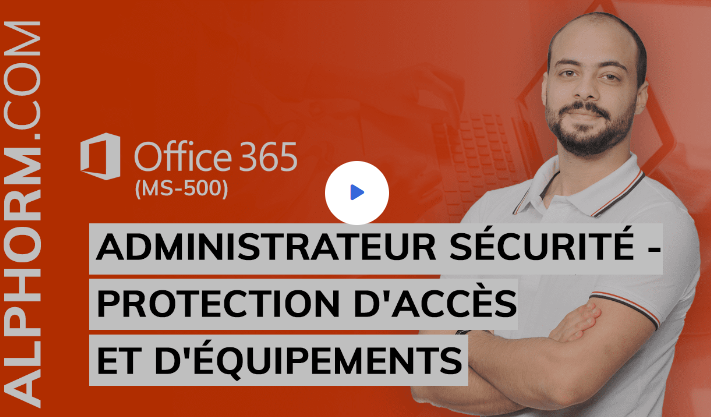 ALPHORM.COM
Office 365
(MS-500)
ADMINISTRATEUR SÉCURITÉ -
PROTECTION D'ACCÈS
ET D'ÉQUIPEMENTS